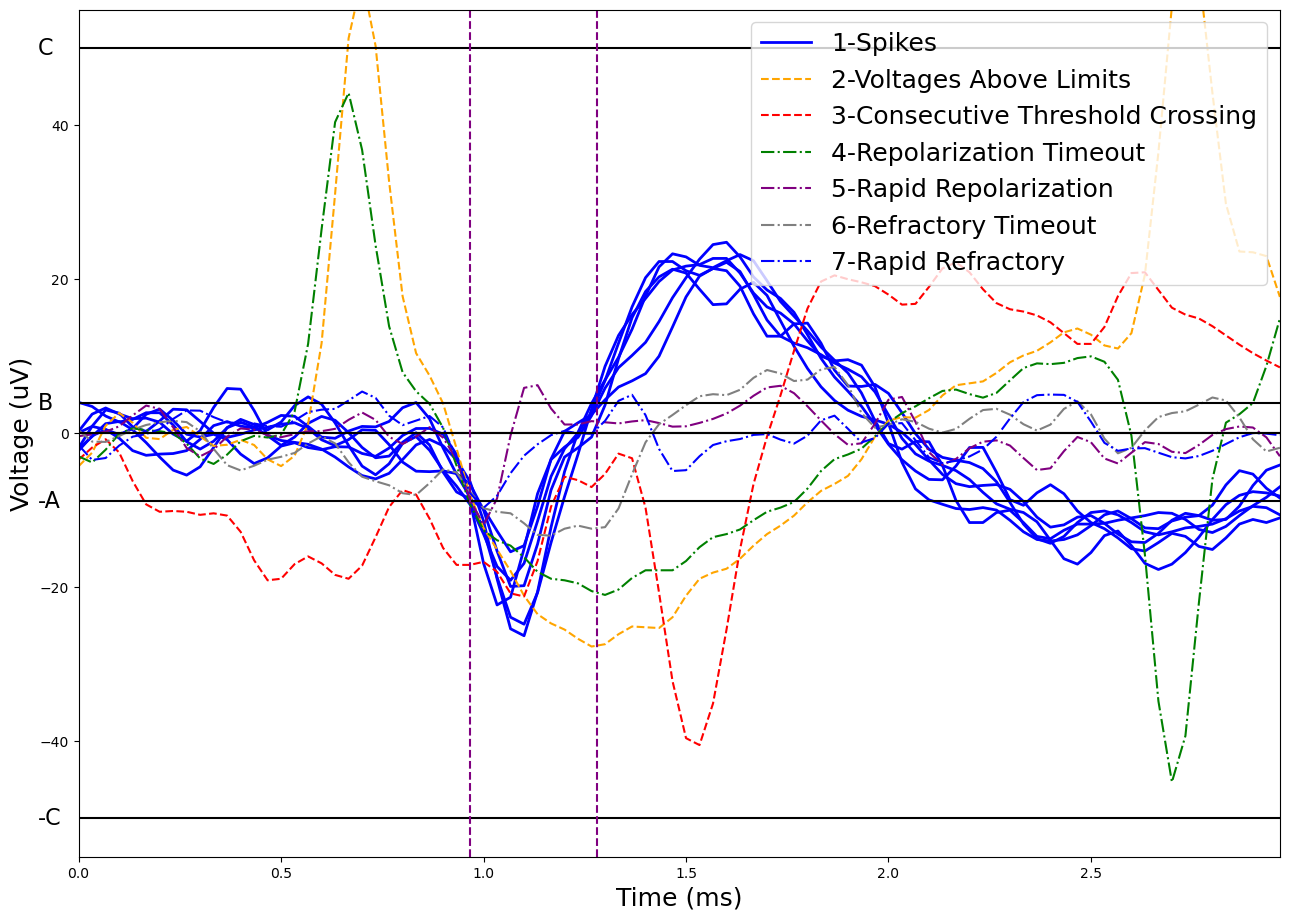 C
1-Spikes
2-Voltages Above Limits
3-Consecutive Threshold Crossing
4-Repolarization Timeout
5-Rapid Repolarization
6-Refractory Timeout
7-Rapid Refractory
40
20
B
0
-A
−20
−40
-C
Voltage (uV)
0.0 0.5 1.0 1.5 2.0 2.5
Time (ms)